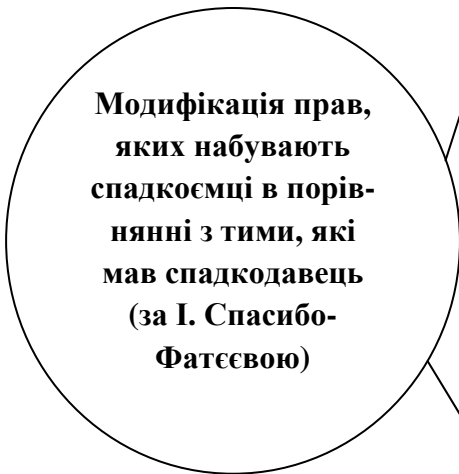 Модифікація прав,
яких набувають
спадкоємці в порів-
нянні з тими, які
мав спадкодавець
(за І. Спасибо-
Фатєєвою)